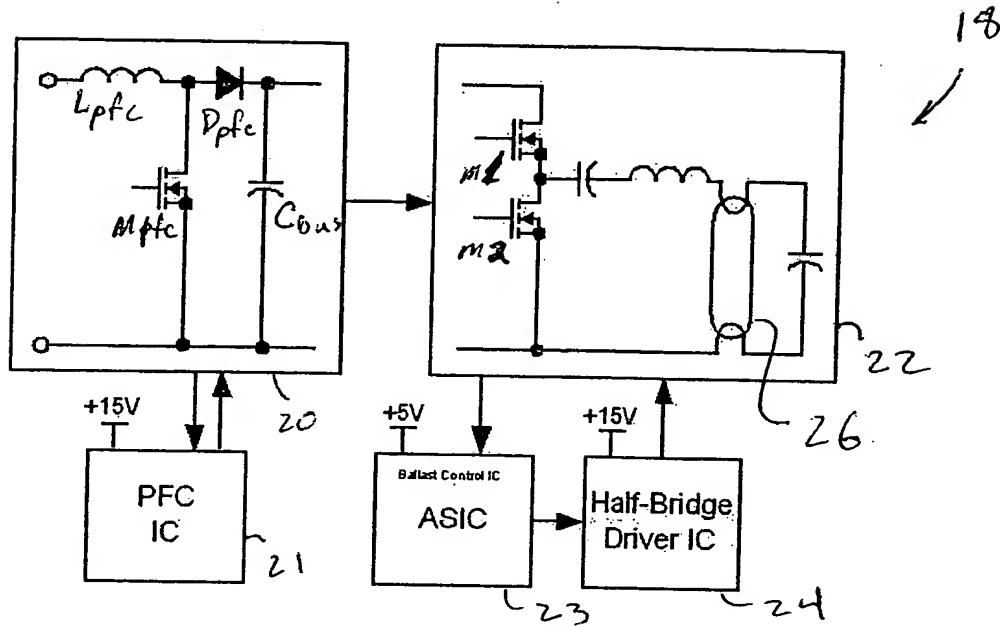 18
Lpfc
Dpfc
Mpfc
Cbus
M1
M2
20
22
26
+15V
PFC
IC
21
+5V
Ballast Control IC
ASIC
23
+15V
Half-Bridge
Driver IC
24